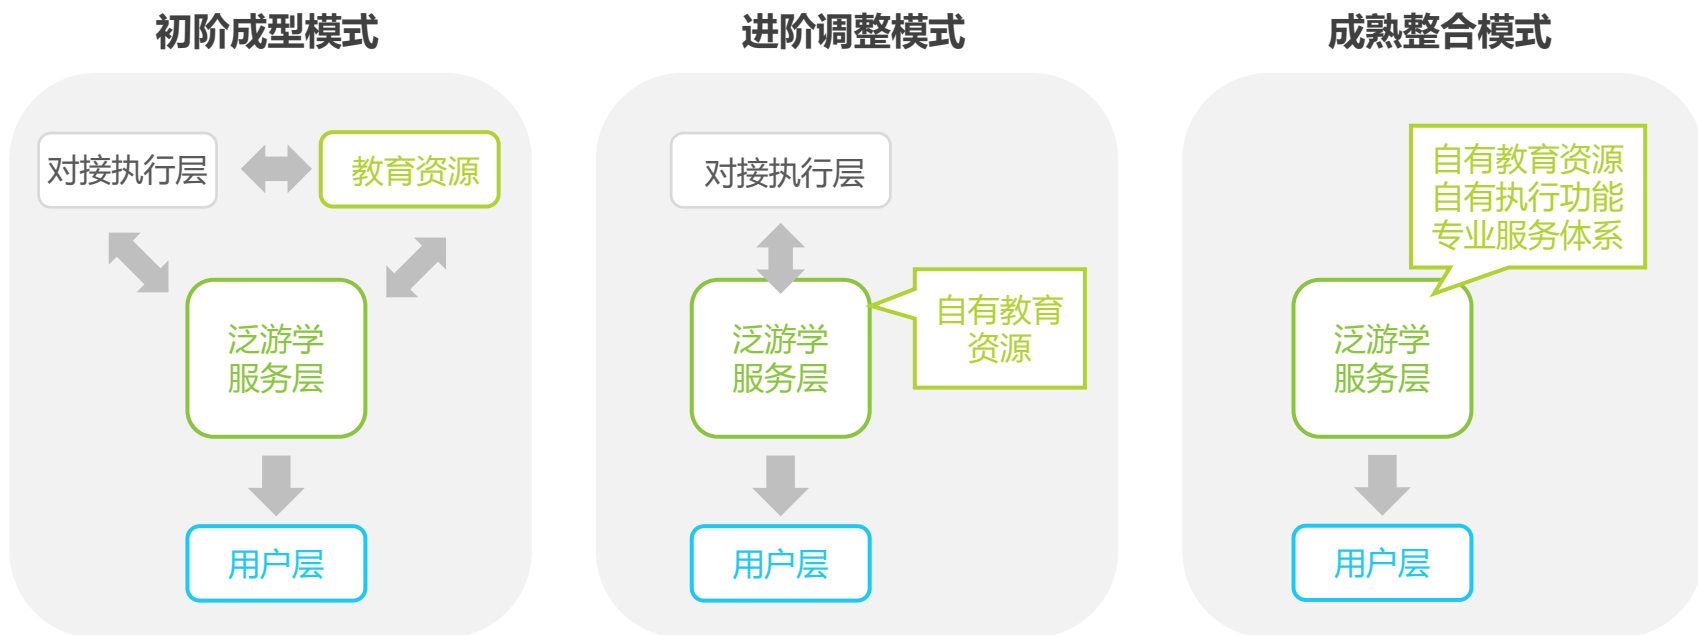 初阶成型模式
对接执行层
教育资源
泛游学
服务层
用户层
进阶调整模式
对接执行层
泛游学
服务层
自有教育
资源
用户层
成熟整合模式
自有教育资源
自有执行功能
专业服务体系
泛游学
服务层
用户层